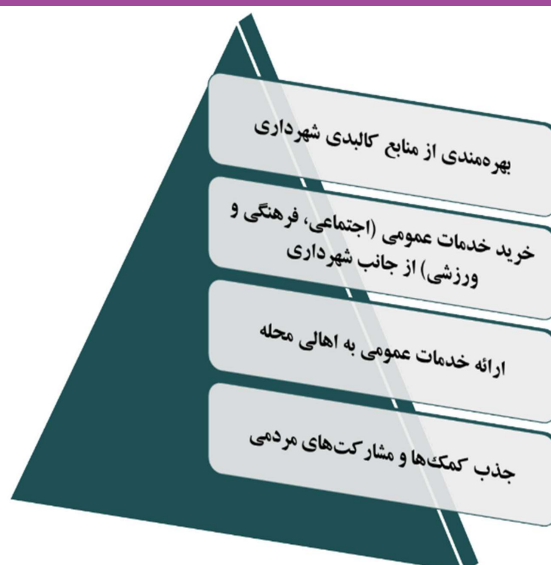 بهره‌مندی از منابع کالبدی شهرداری
خرید خدمات عمومی (اجتماعی، فرهنگی و
ورزشی) از جانب شهرداری
ارائه خدمات عمومی به اهالی محله
جذب کمک‌ها و مشارکت‌های مردمی